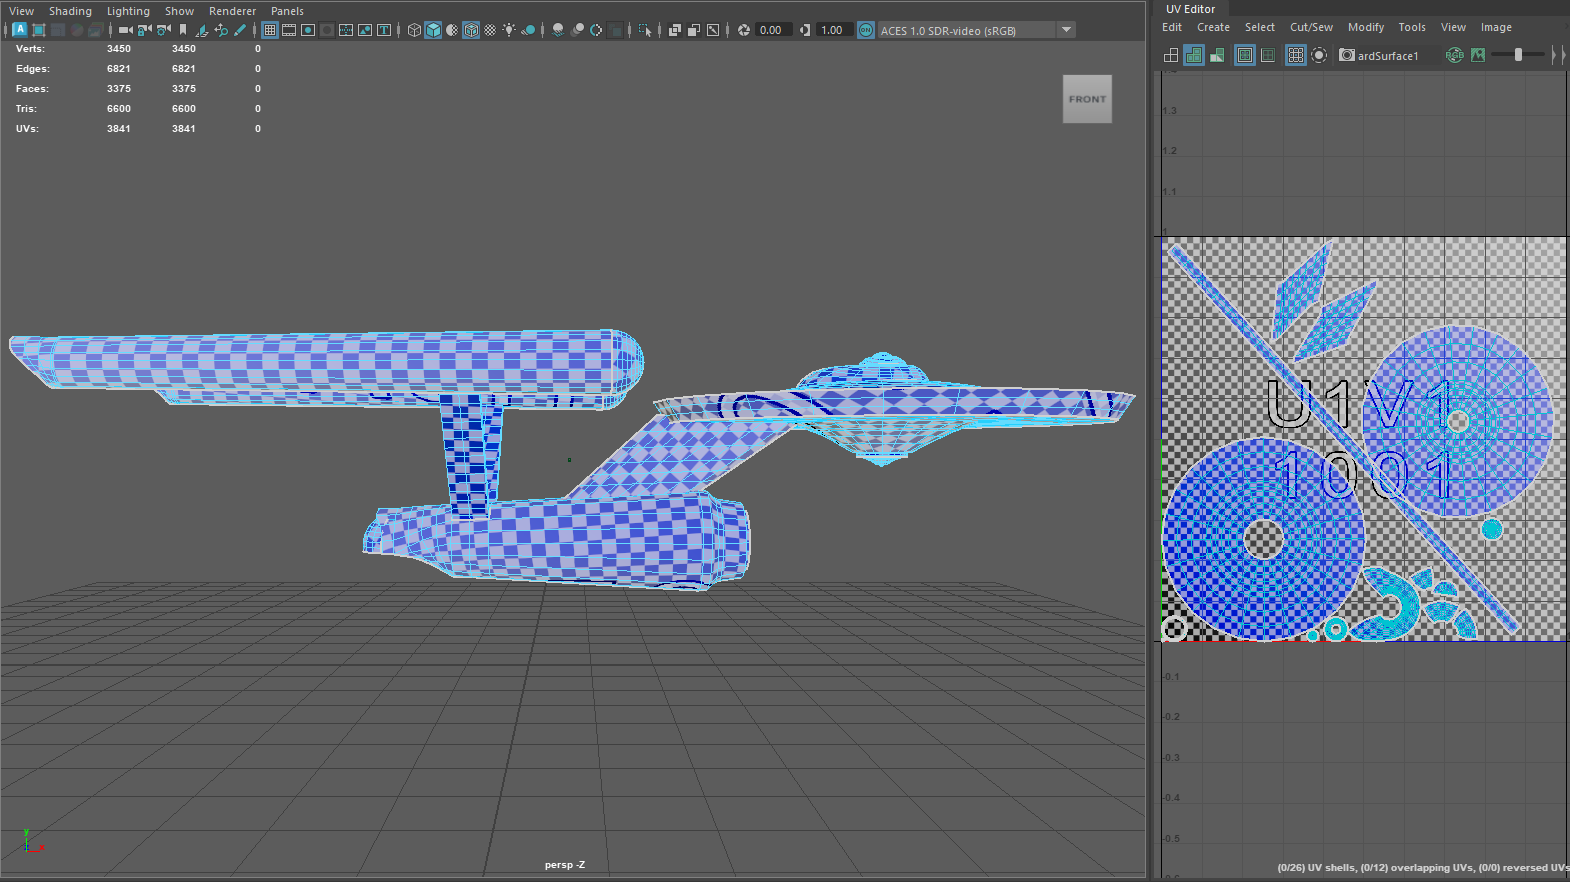 View Shading Lighting Show Renderer Panels
0.00 1.00 ON ACES 1.0 SDR-video (sRGB)
Verts: 3450 3450 0
Edges: 6821 6821 0
Faces: 3375 3375 0
Tris: 6600 6600 0
UVs: 3841 3841 0
FRONT
y
x
persp -Z
UV Editor
Edit Create Select Cut/Sew Modify Tools View Image
ardSurface1 RGB
1.3
1.2
1.1
1
U1V1
1001
-0.1
-0.2
-0.3
-0.4
-0.5
(0/26) UV shells, (0/12) overlapping UVs, (0/0) reversed UVs